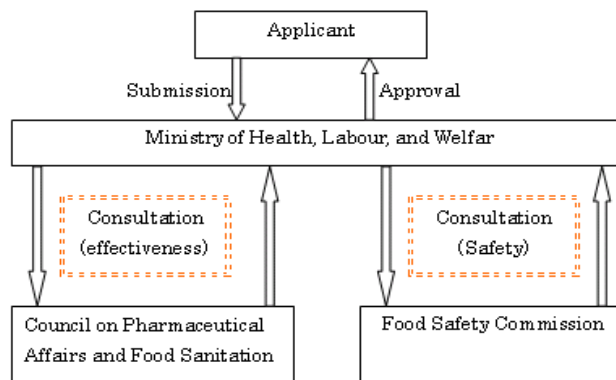 Applicant
Submission
Approval
Ministry of Health, Labour, and Welfar
Consultation
(effectiveness)
Consultation
(Safety)
Council on Pharmaceutical
Affairs and Food Sanitation
Food Safety Commission